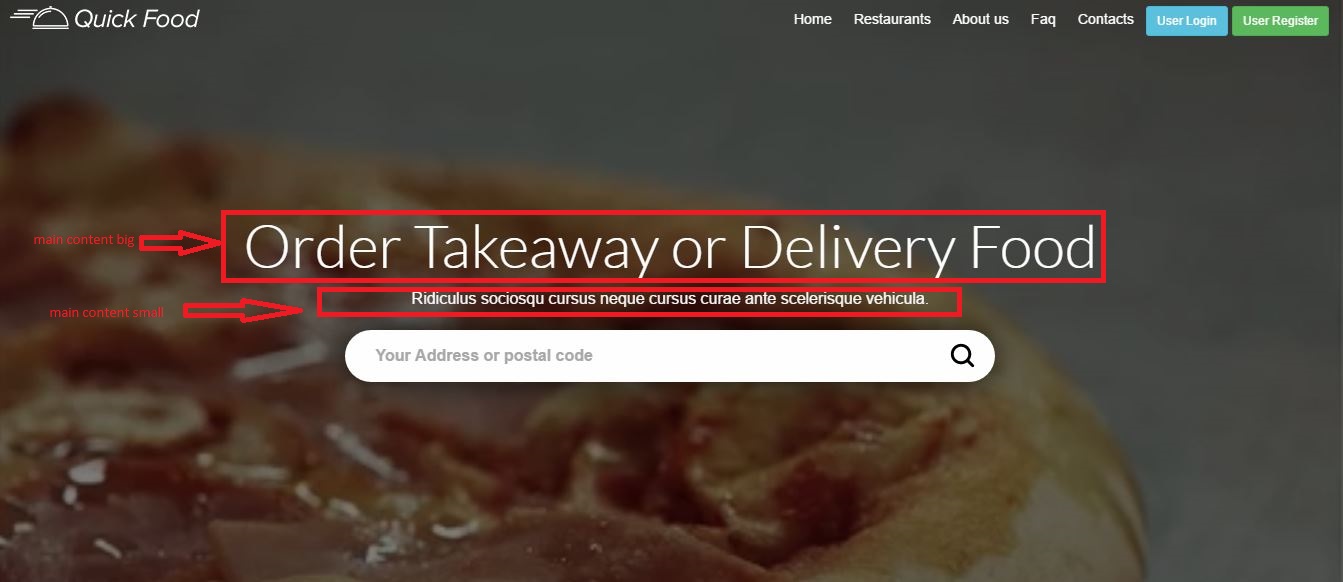 Quick Food
Home Restaurants About us Faq Contacts User Login User Register
main content big
Order Takeaway or Delivery Food
Ridiculus sociosqu cursus neque cursus curae ante scelerisque vehicula.
main content small
Your Address or postal code